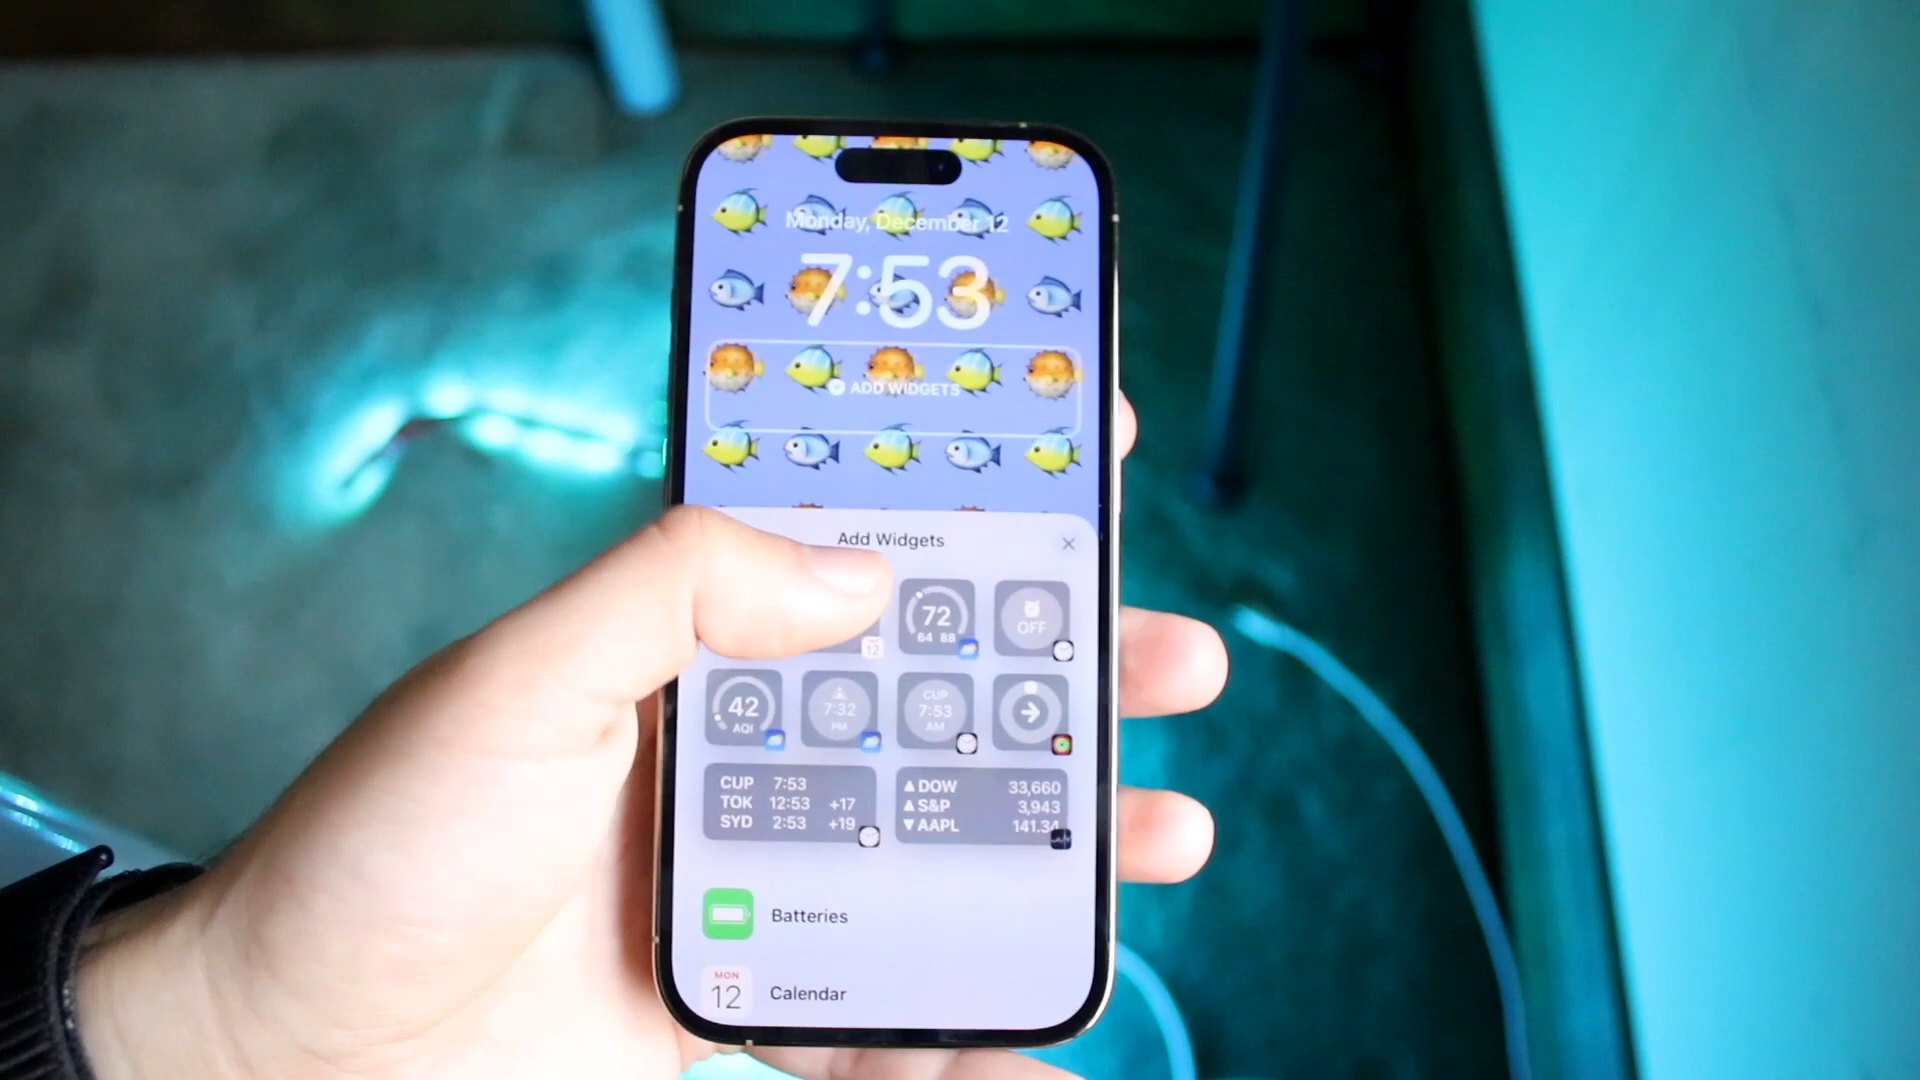 Monday, December 12
7:53
ADD WIDGETS
Add Widgets
12
72
64 88
OFF
42
AQI
7:32
PM
CUP
7:53
AM
CUP 7:53
TOK 12:53 +17
SYD 2:53 +19
▲ DOW 33,660
▲ S&P 3,943
▼ AAPL 141.34
Batteries
MON
12
Calendar